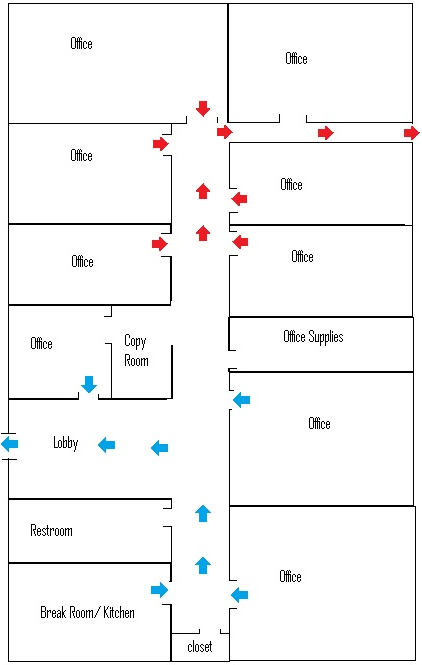 Office
Office
Office
Office
Office
Office
Office
Copy
Room
Office Supplies
Office
Lobby
Restroom
Office
Break Room/ Kitchen
closet